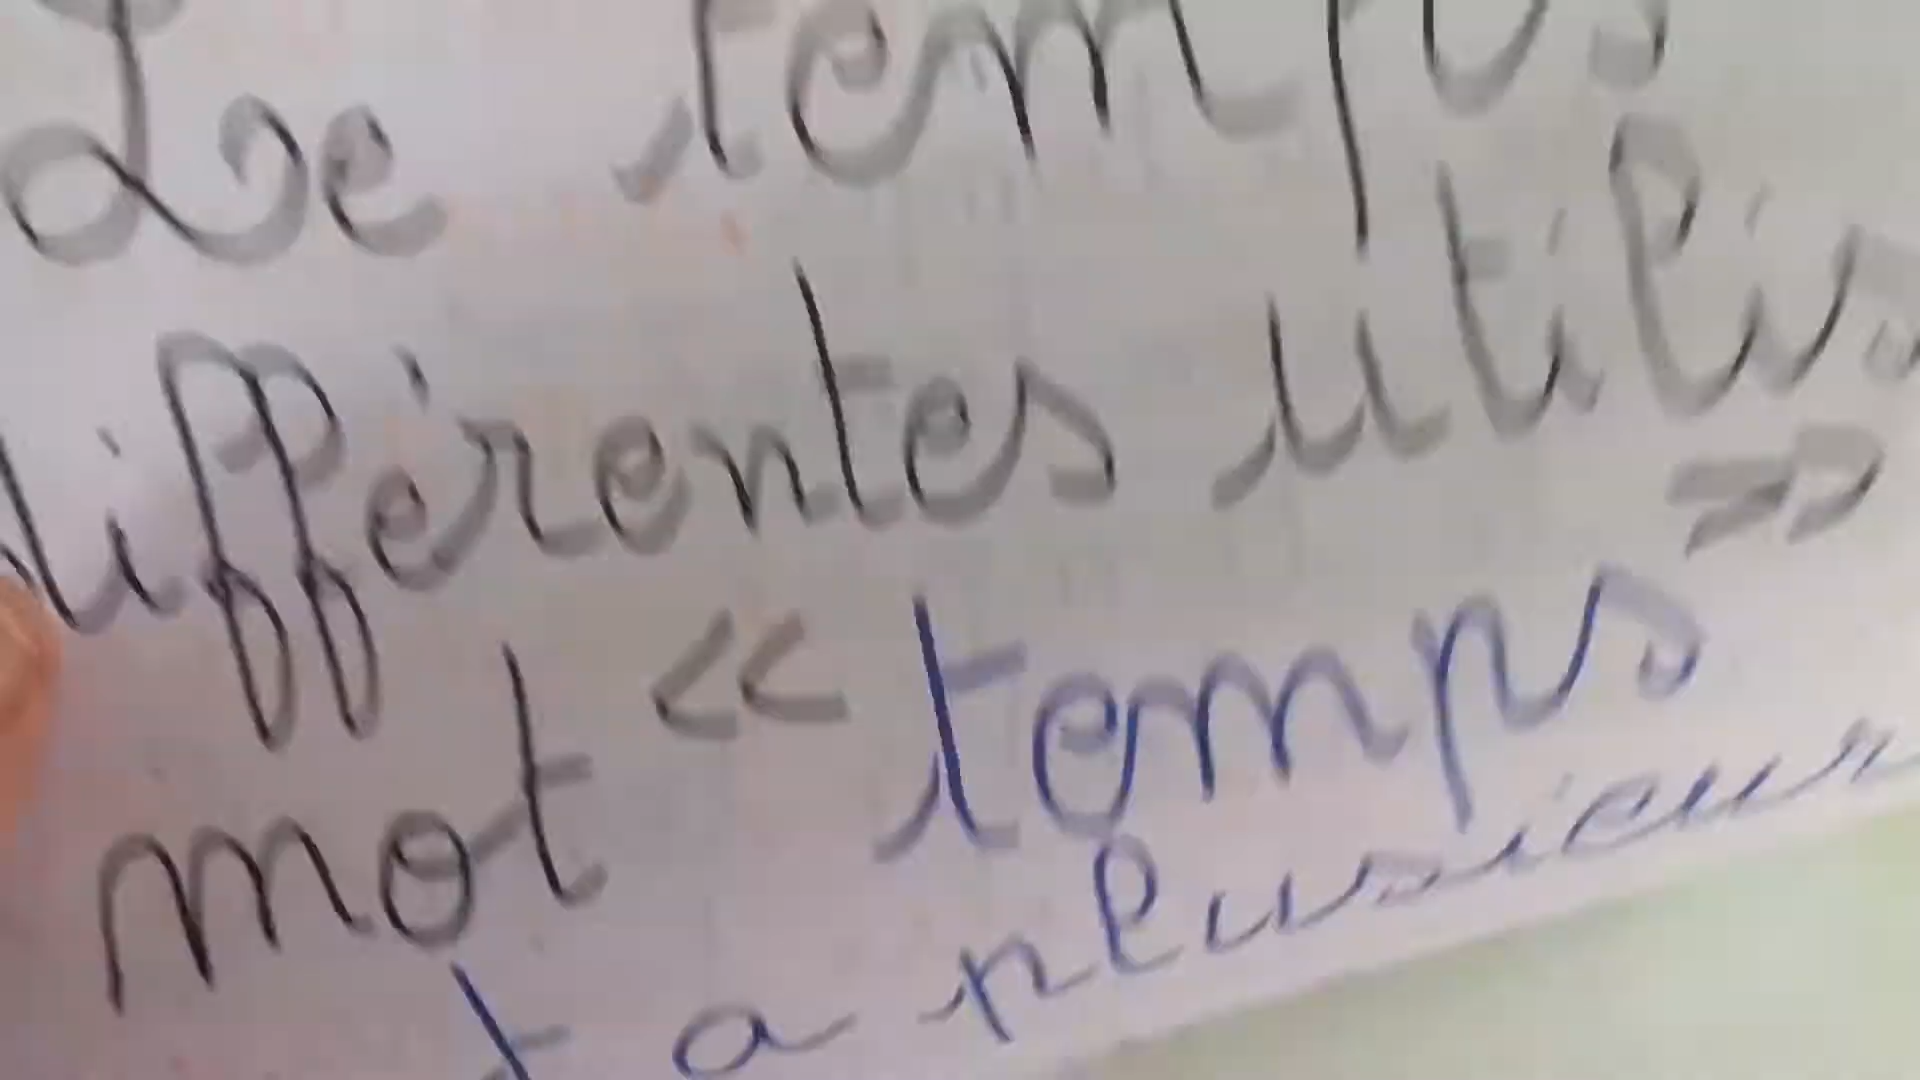 Le temps
différentes utilis
mot << temps >>
t a plusieur